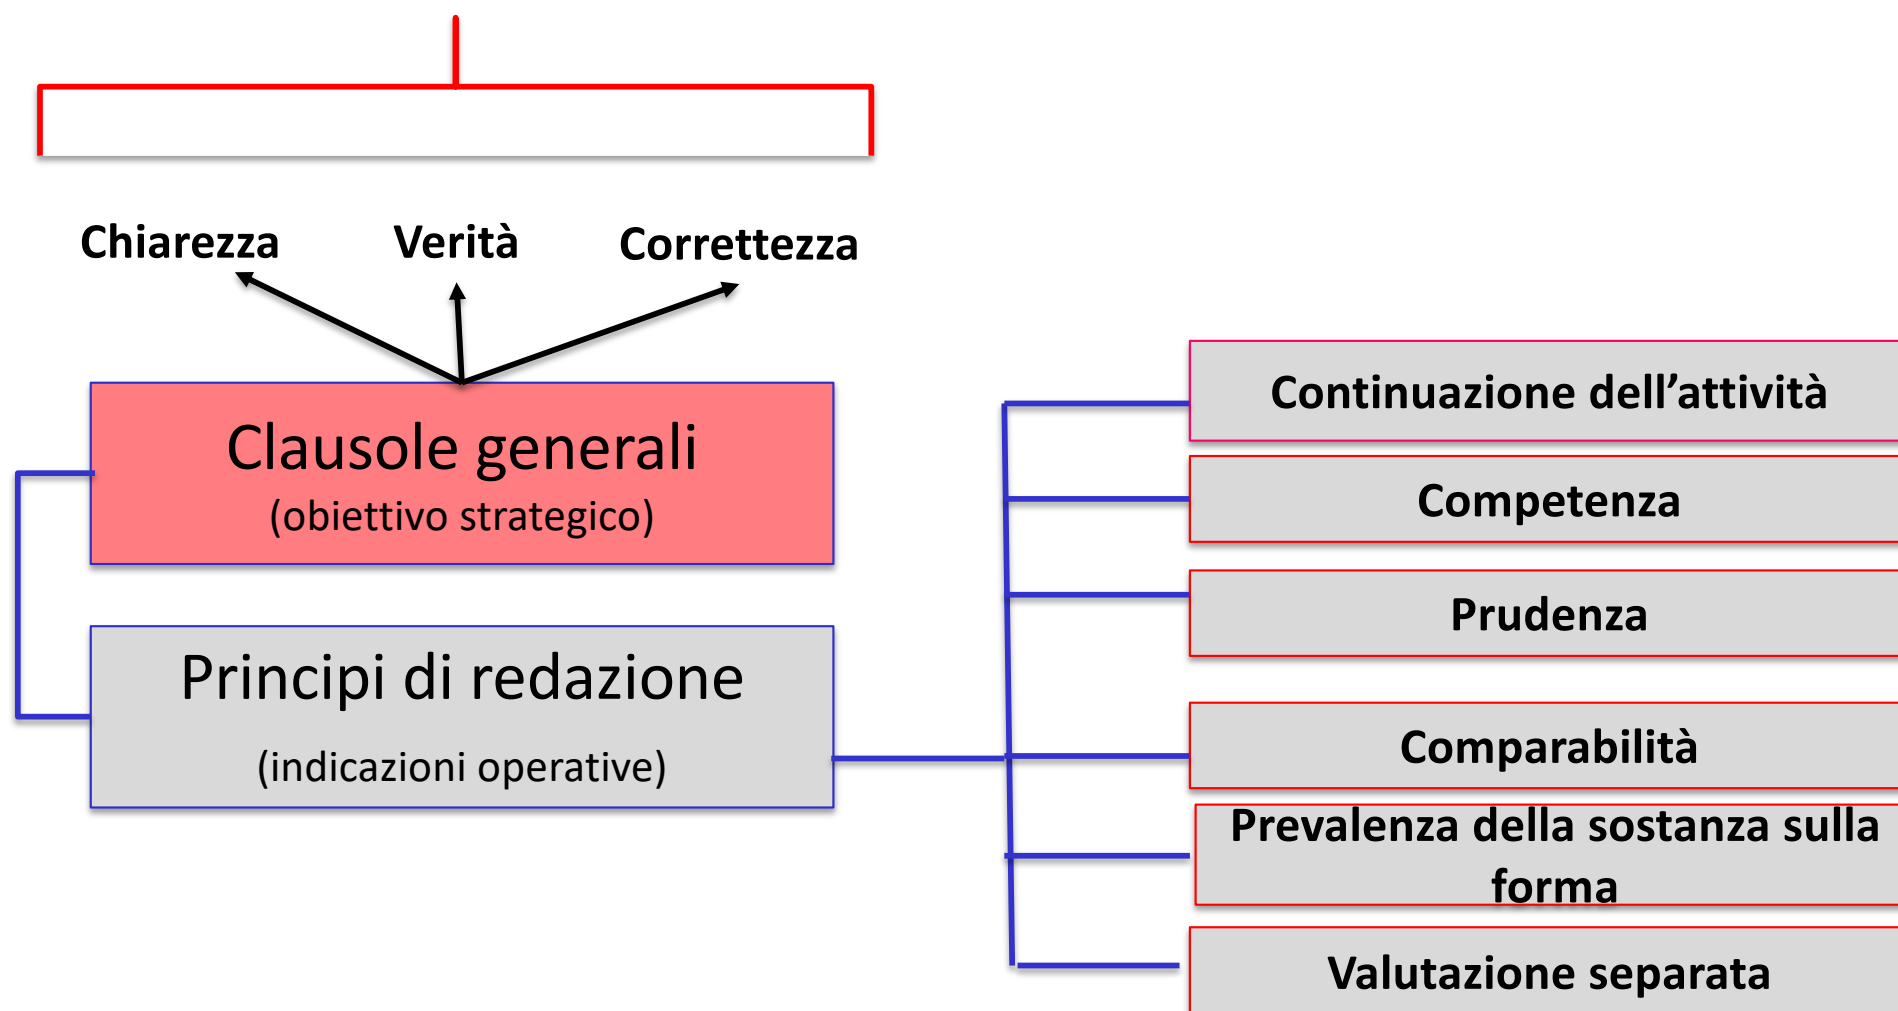 Chiarezza
Verità
Correttezza
Clausole generali
(obiettivo strategico)
Principi di redazione
(indicazioni operative)
Continuazione dell’attività
Competenza
Prudenza
Comparabilità
Prevalenza della sostanza sulla
forma
Valutazione separata